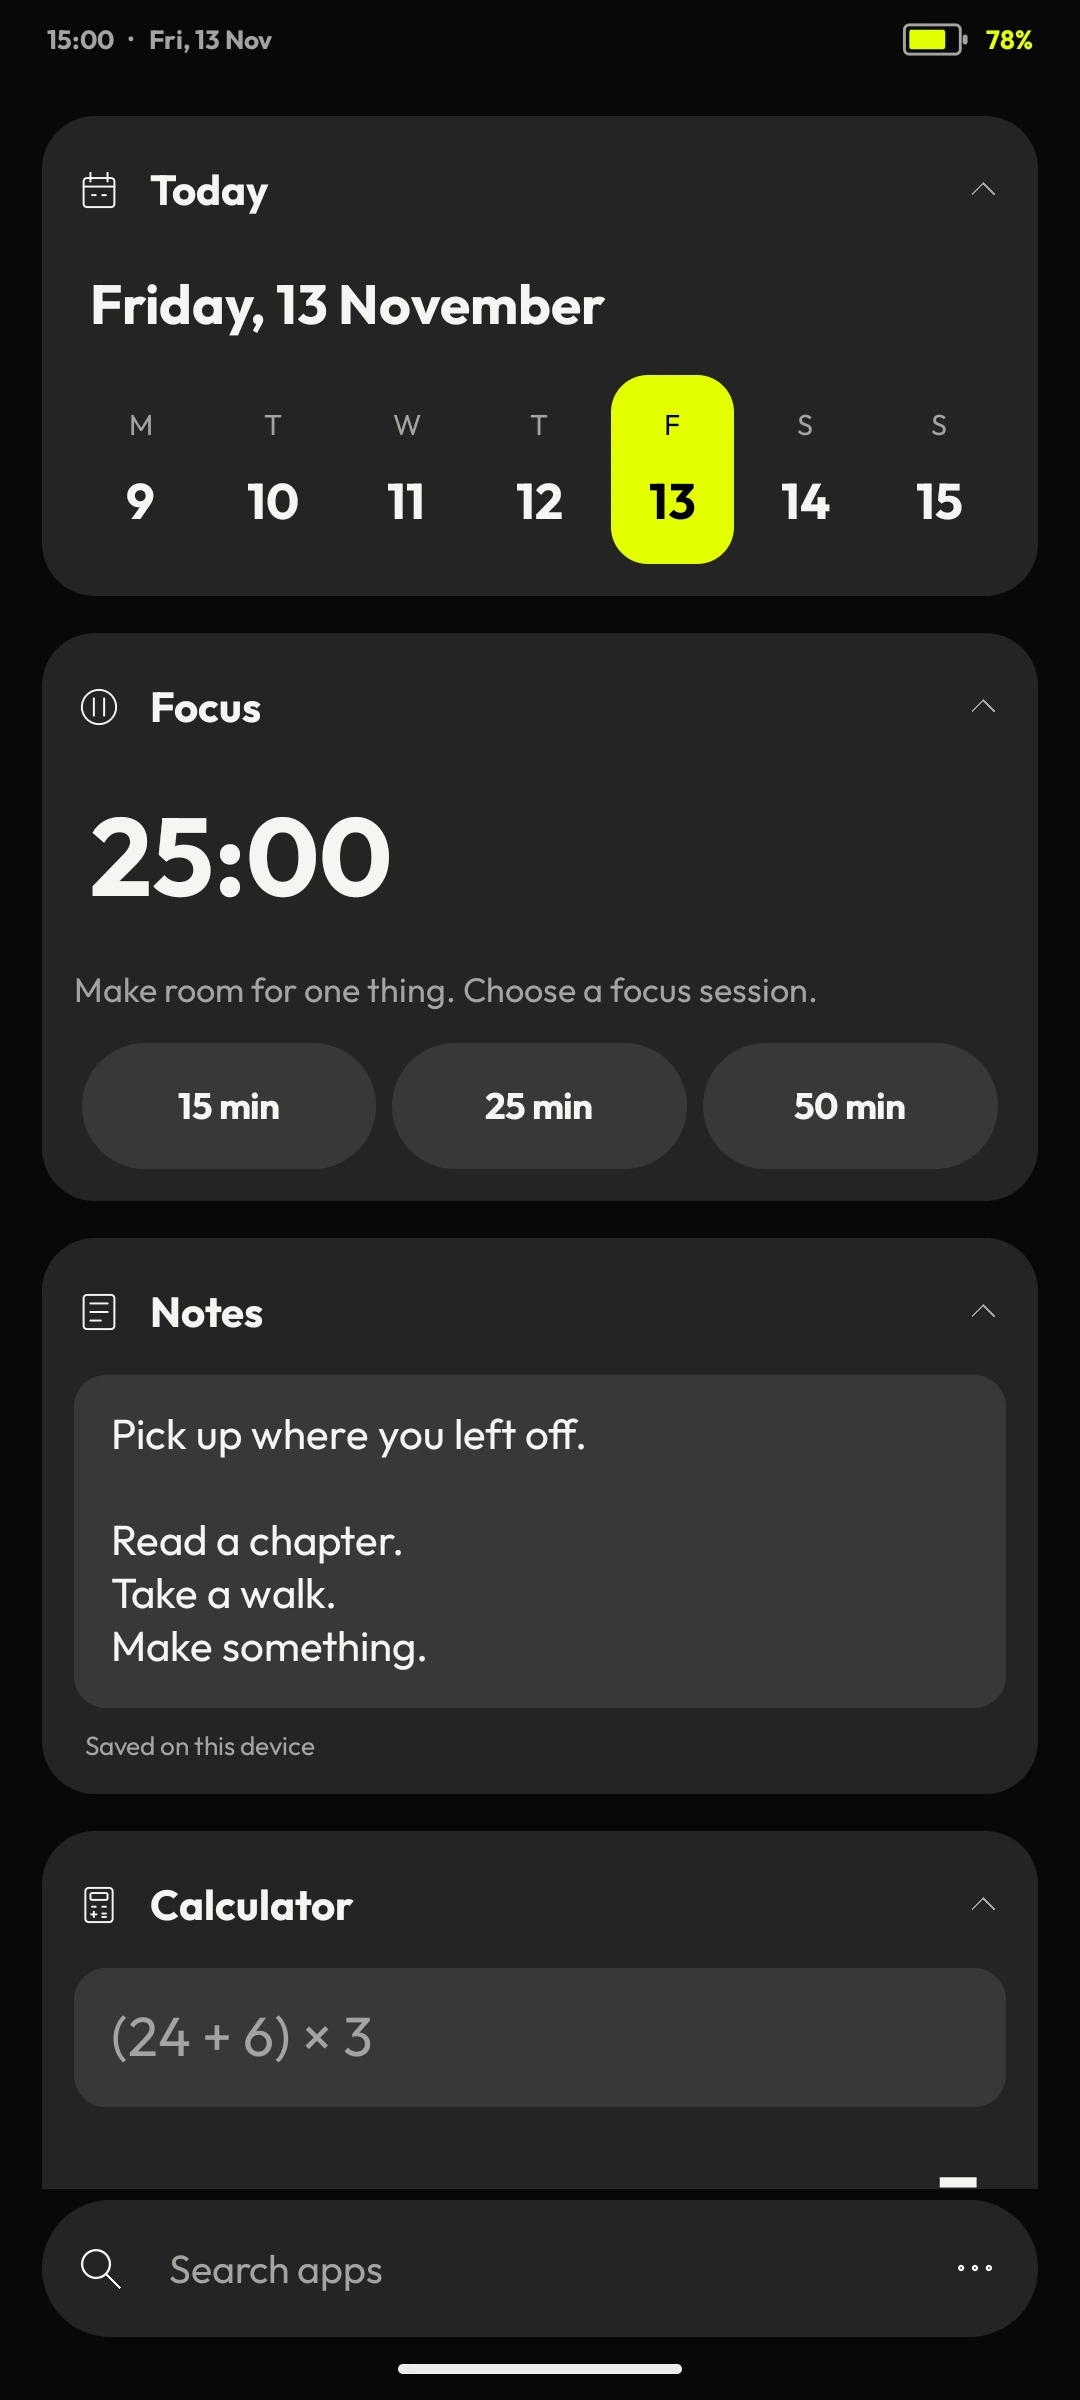 15:00 · Fri, 13 Nov
78%
Today
Friday, 13 November
M T W T F S S
9 10 11 12 13 14 15
Focus
25:00
Make room for one thing. Choose a focus session.
15 min 25 min 50 min
Notes
Pick up where you left off.
Read a chapter.
Take a walk.
Make something.
Saved on this device
Calculator
(24 + 6) × 3
Search apps